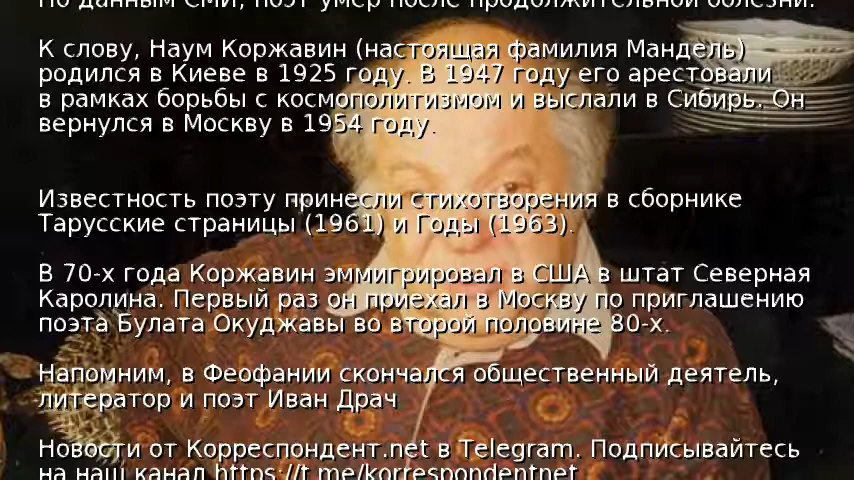 По данным СМИ, поэт умер после продолжительной болезни.
К слову, Наум Коржавин (настоящая фамилия Мандель)
родился в Киеве в 1925 году. В 1947 году его арестовали
в рамках борьбы с космополитизмом и выслали в Сибирь. Он
вернулся в Москву в 1954 году.
Известность поэту принесли стихотворения в сборнике
Тарусские страницы (1961) и Годы (1963).
В 70-х года Коржавин эммигрировал в США в штат Северная
Каролина. Первый раз он приехал в Москву по приглашению
поэта Булата Окуджавы во второй половине 80-х.
Напомним, в Феофании скончался общественный деятель,
литератор и поэт Иван Драч
Новости от Корреспондент.net в Telegram. Подписывайтесь
на наш канал https://t.me/korrespondentnet